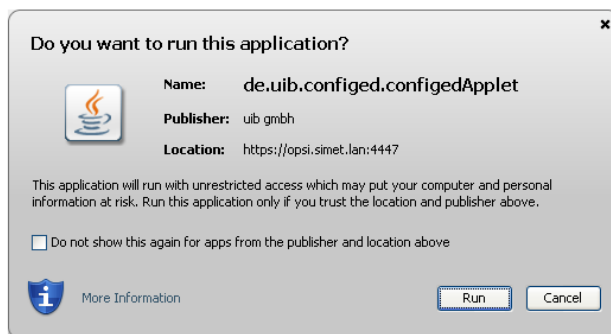 Do you want to run this application?
Name: de.uib.configed.configedApplet
Publisher: uib gmbh
Location: https://opsi.simet.lan:4447
This application will run with unrestricted access which may put your computer and personal
information at risk. Run this application only if you trust the location and publisher above.
Do not show this again for apps from the publisher and location above
More Information
Run Cancel